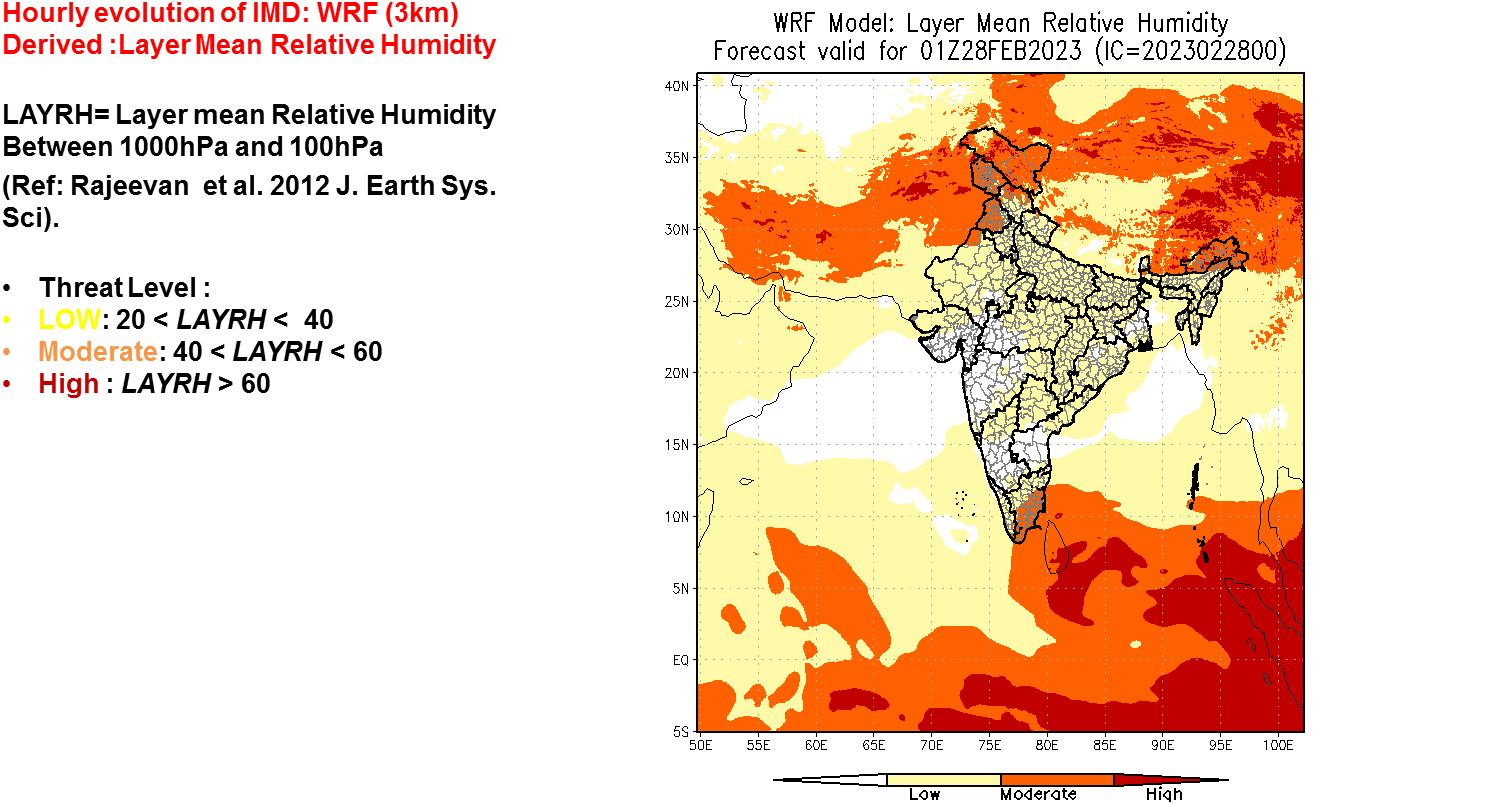 Hourly evolution of IMD: WRF (3km)
Derived :Layer Mean Relative Humidity
LAYRH= Layer mean Relative Humidity
Between 1000hPa and 100hPa
(Ref: Rajeevan et al. 2012 J. Earth Sys.
Sci).
• Threat Level :
• LOW: 20 < LAYRH < 40
• Moderate: 40 < LAYRH < 60
• High : LAYRH > 60
WRF Model: Layer Mean Relative Humidity
Forecast valid for 01Z28FEB2023 (IC=2023022800)
40N
35N
30N
25N
20N
15N
10N
5N
EQ
5S
50E 55E 60E 65E 70E 75E 80E 85E 90E 95E 100E
Low Moderate High